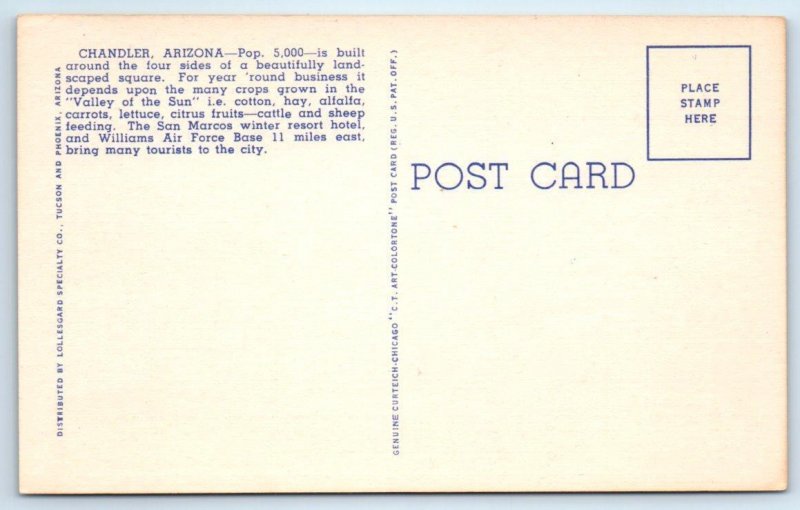 CHANDLER, ARIZONA—Pop. 5,000—is built
around the four sides of a beautifully land-
scaped square. For year 'round business it
depends upon the many crops grown in the
"Valley of the Sun" i.e. cotton, hay, alfalfa,
carrots, lettuce, citrus fruits—cattle and sheep
feeding. The San Marcos winter resort hotel,
and Williams Air Force Base 11 miles east,
bring many tourists to the city.
DISTRIBUTED BY LOLLESGARD SPECIALTY CO., TUCSON AND PHOENIX, ARIZONA
GENUINE CURTEICH-CHICAGO "C.T. ART-COLORTONE" POST CARD (REG. U.S. PAT. OFF.)
POST CARD
PLACE
STAMP
HERE